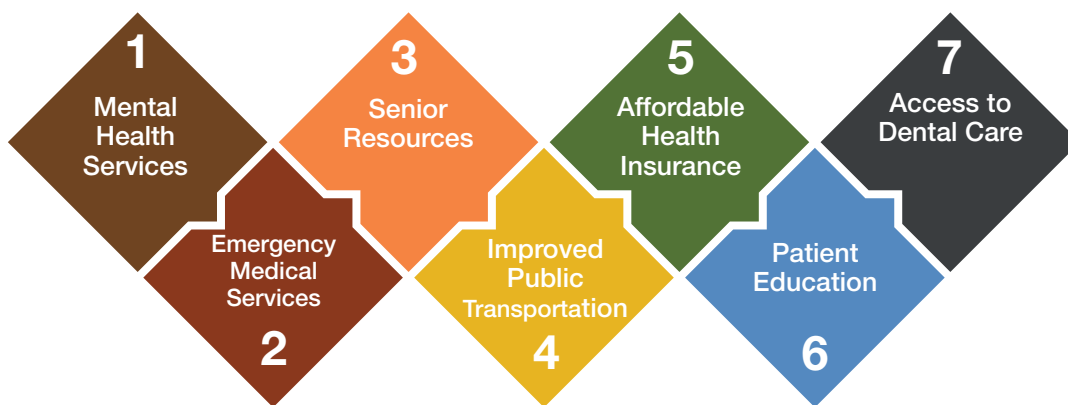 1
Mental
Health
Services
Emergency
Medical
Services
2
3
Senior
Resources
Improved
Public
Transportation
4
5
Affordable
Health
Insurance
Patient
Education
6
7
Access to
Dental Care